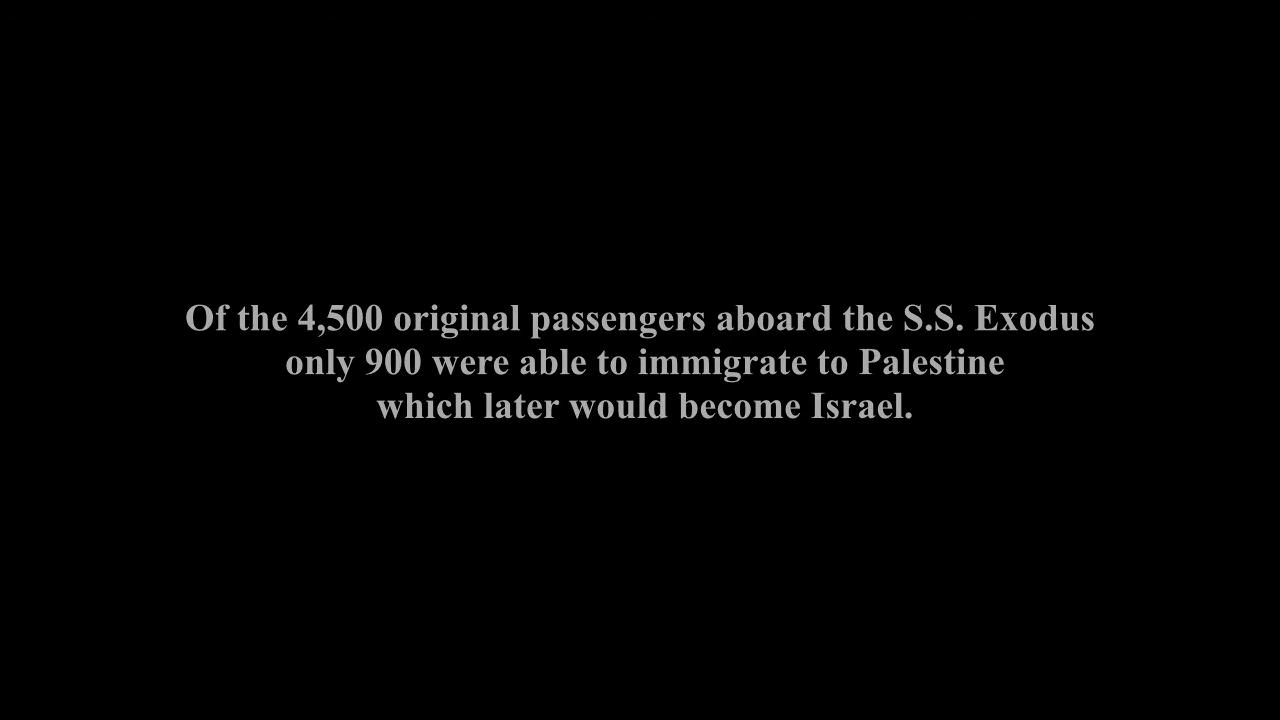 Of the 4,500 original passengers aboard the S.S. Exodus
only 900 were able to immigrate to Palestine
which later would become Israel.